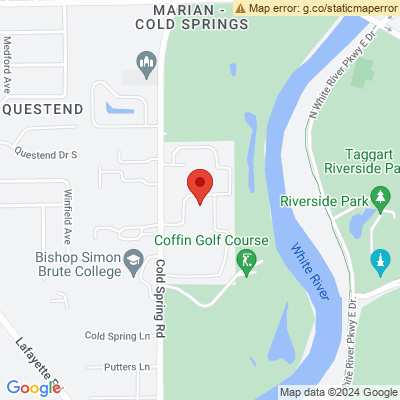 Map error: g.co/staticmaperror
MARIAN -
COLD SPRINGS
Medford Ave
QUESTEND
N White River Pkwy E Dr
Questend Dr S
Taggart
Riverside Pa
Riverside Park
Winfield Ave
Coffin Golf Course
White River
Bishop Simon
Brute College
Cold Spring Rd
White River Pkwy E Dr.
Cold Spring Ln
Lafayette
Putters Ln
Google
Map data ©2024 Google